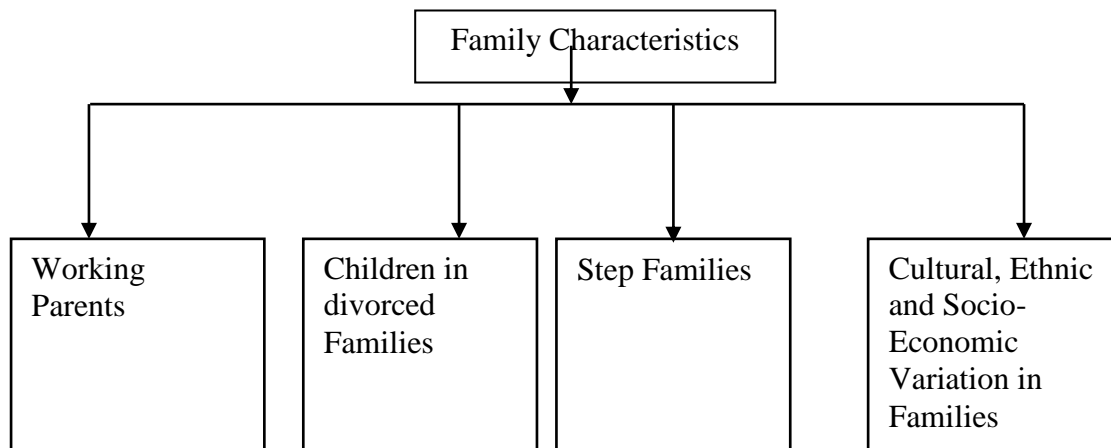 Family Characteristics
Working
Parents
Children in
divorced
Families
Step Families
Cultural, Ethnic
and Socio-
Economic
Variation in
Families